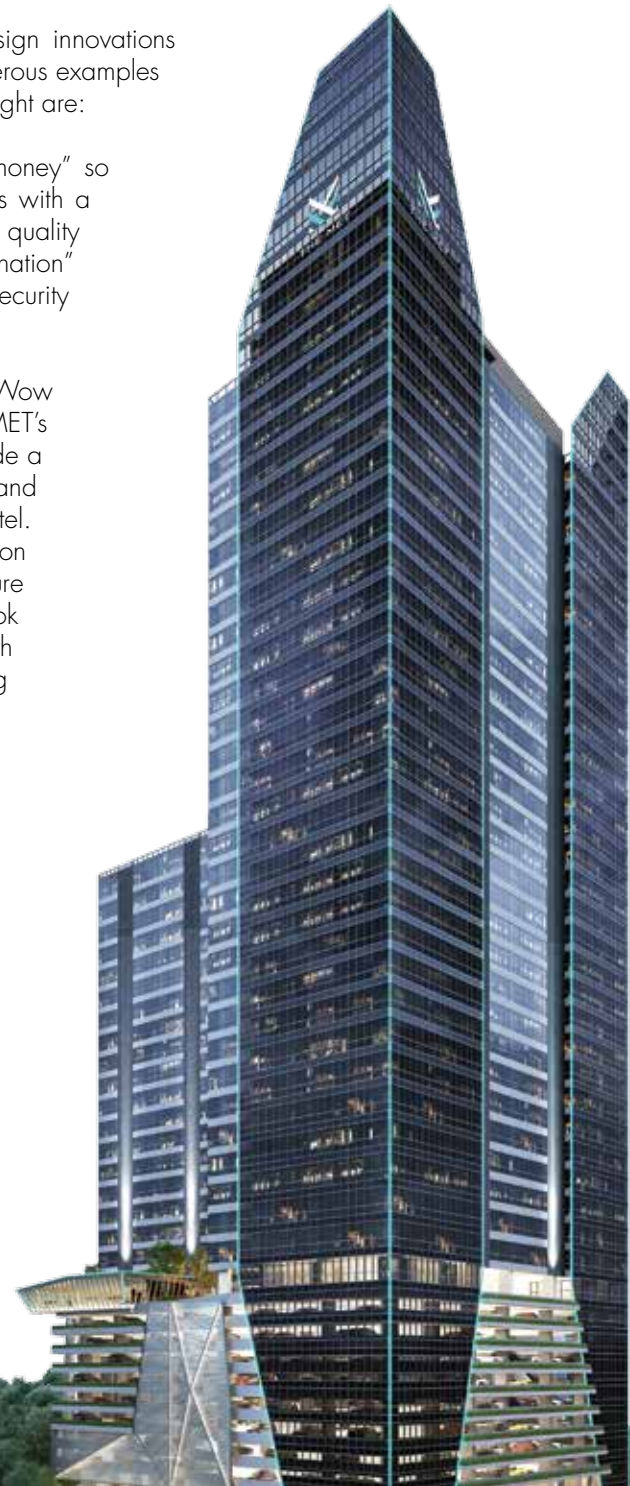 sign innovations
erous examples
ght are:
noney” so
s with a
quality
nation”
ecurity
Wow
MET’s
de a
and
tel.
on
ure
ok
h
g